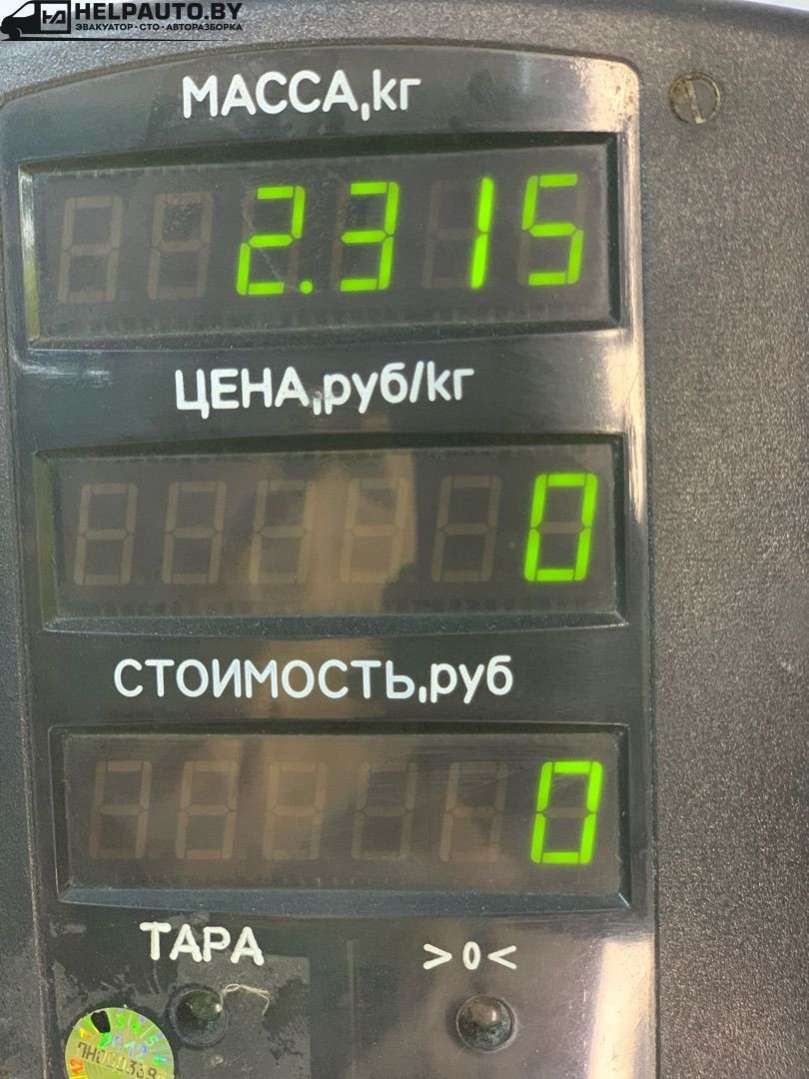 HELPAUTO.BY
ЭВАКУАТОР·СТО·АВТОРАЗБОРКА
МАССА,кг
2.315
ЦЕНА,руб/кг
0
СТОИМОСТЬ,руб
0
ТАРА >0<